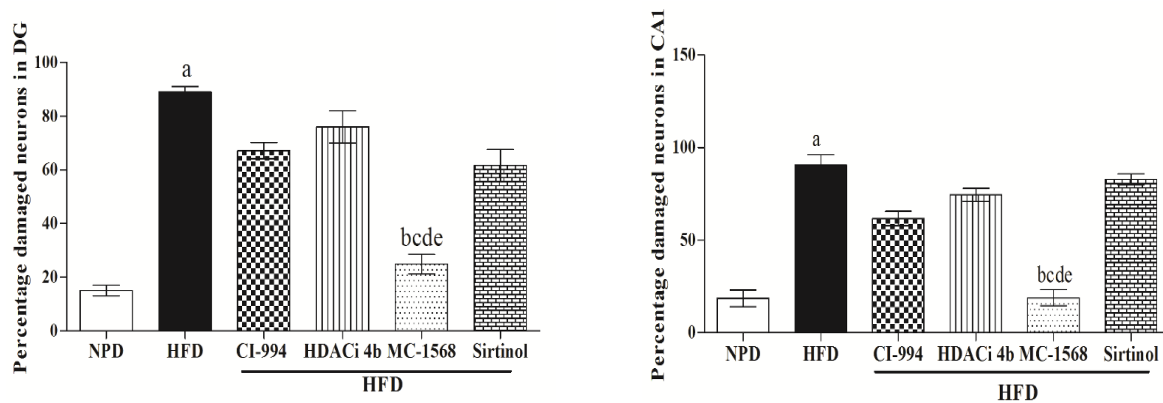 Percentage damaged neurons in DG
100
80
60
40
20
0
a
bcde
NPD HFD CI-994 HDACi 4b MC-1568 Sirtinol
HFD
Percentage damaged neurons in CA1
150
100
50
0
a
bcde
NPD HFD CI-994 HDACi 4b MC-1568 Sirtinol
HFD